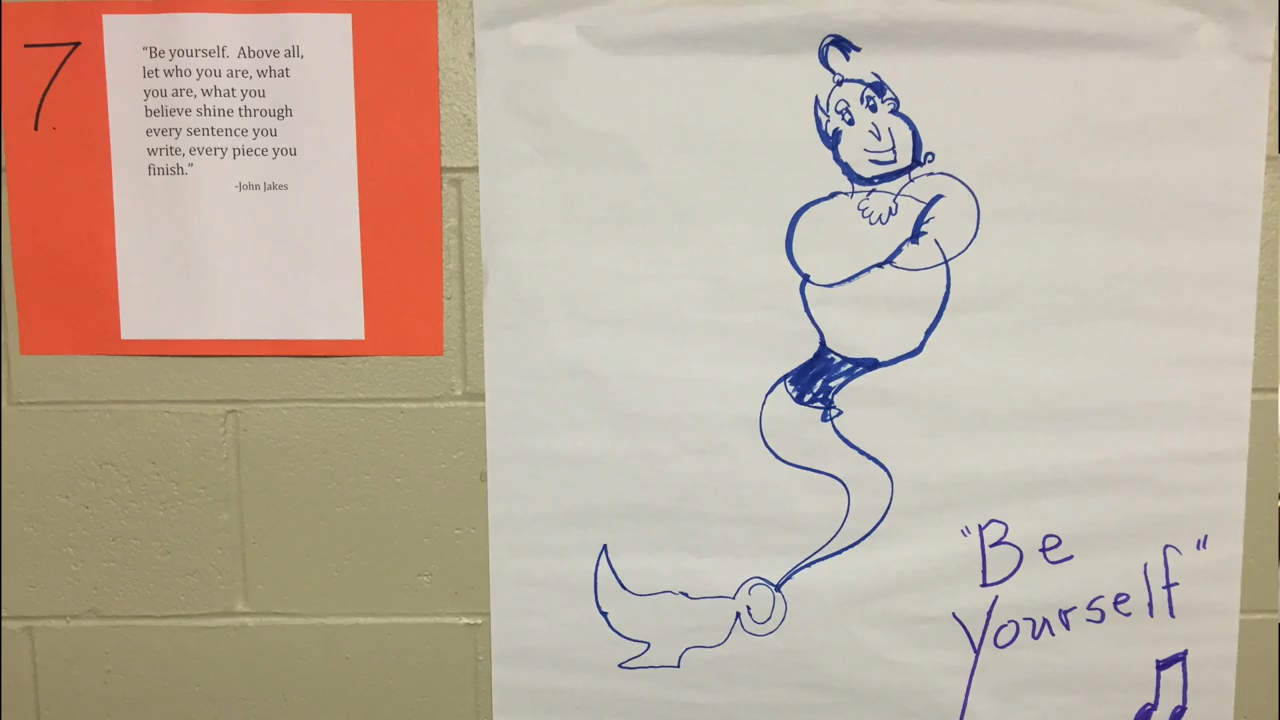 7
“Be yourself.  Above all,
let who you are, what
you are, what you
believe shine through
every sentence you
write, every piece you
finish.”
-John Jakes
"Be
Yourself"